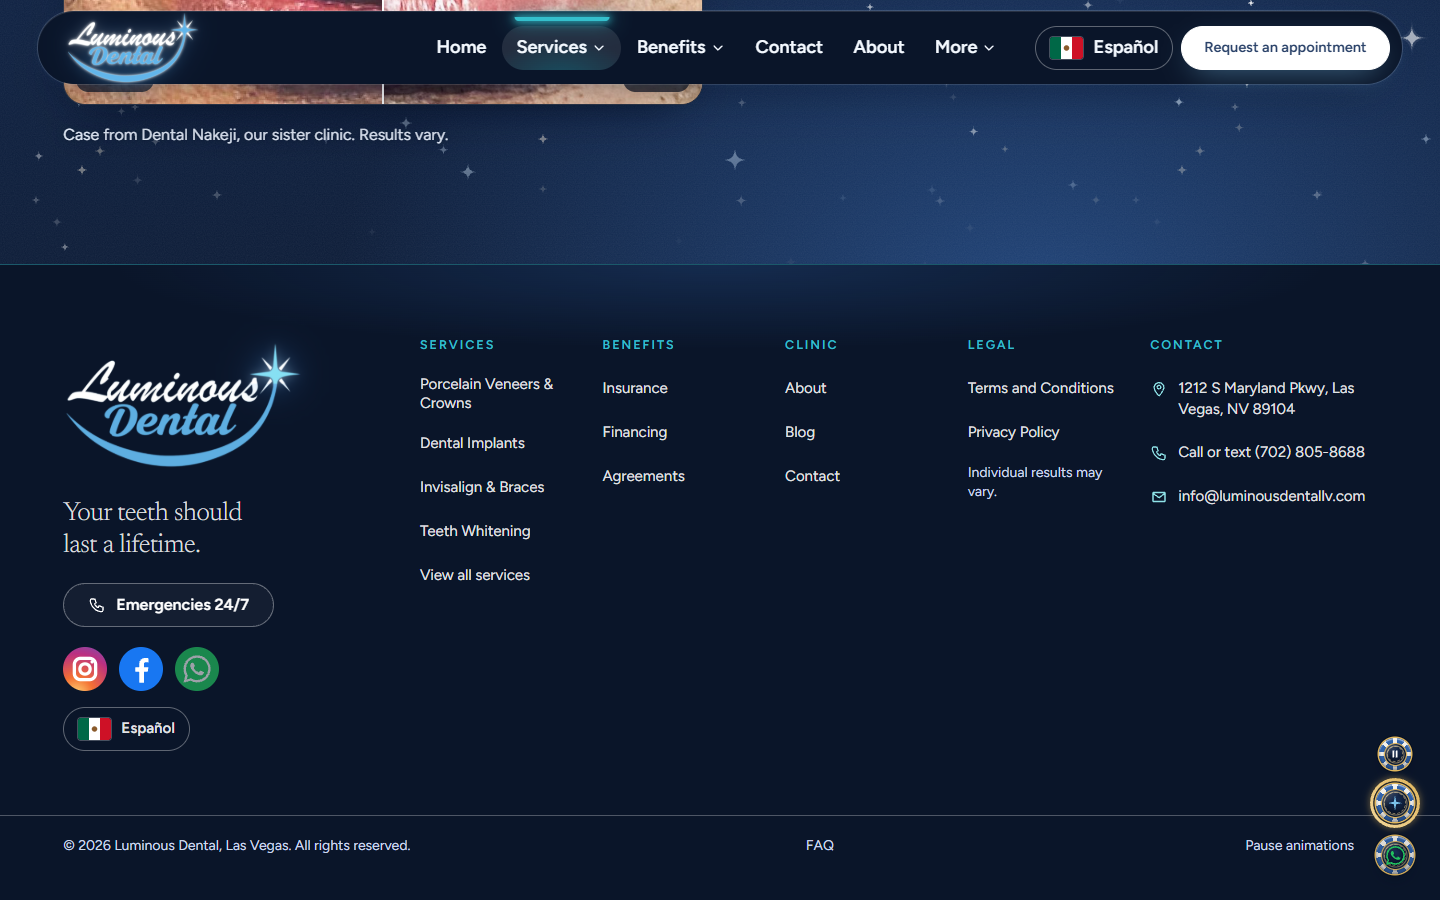 Luminous
Dental
Home
Services
Benefits
Contact
About
More
Español
Request an appointment
Case from Dental Nakeji, our sister clinic. Results vary.
Luminous
Dental
Your teeth should
last a lifetime.
Emergencies 24/7
Español
SERVICES
Porcelain Veneers &
Crowns
Dental Implants
Invisalign & Braces
Teeth Whitening
View all services
BENEFITS
Insurance
Financing
Agreements
CLINIC
About
Blog
Contact
LEGAL
Terms and Conditions
Privacy Policy
Individual results may
vary.
CONTACT
1212 S Maryland Pkwy, Las
Vegas, NV 89104
Call or text (702) 805-8688
info@luminousdentallv.com
© 2026 Luminous Dental, Las Vegas. All rights reserved.
FAQ
Pause animations